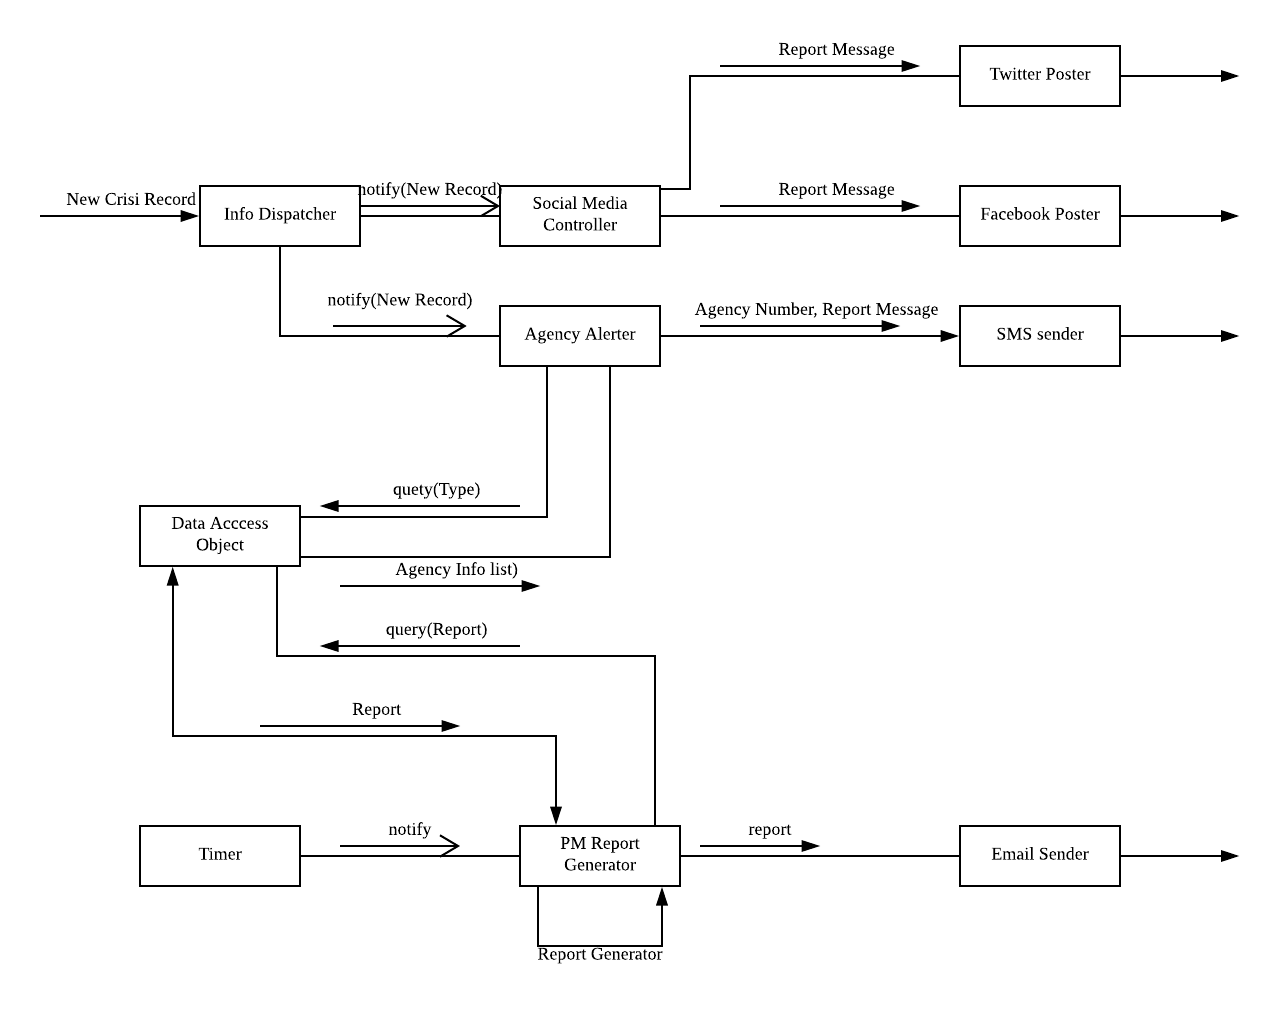 Report Message
Twitter Poster
New Crisi Record
Info Dispatcher
notify(New Record)
Social Media
Controller
Report Message
Facebook Poster
notify(New Record)
Agency Alerter
Agency Number, Report Message
SMS sender
quety(Type)
Data Acccess
Object
Agency Info list)
query(Report)
Report
Timer
notify
PM Report
Generator
report
Email Sender
Report Generator